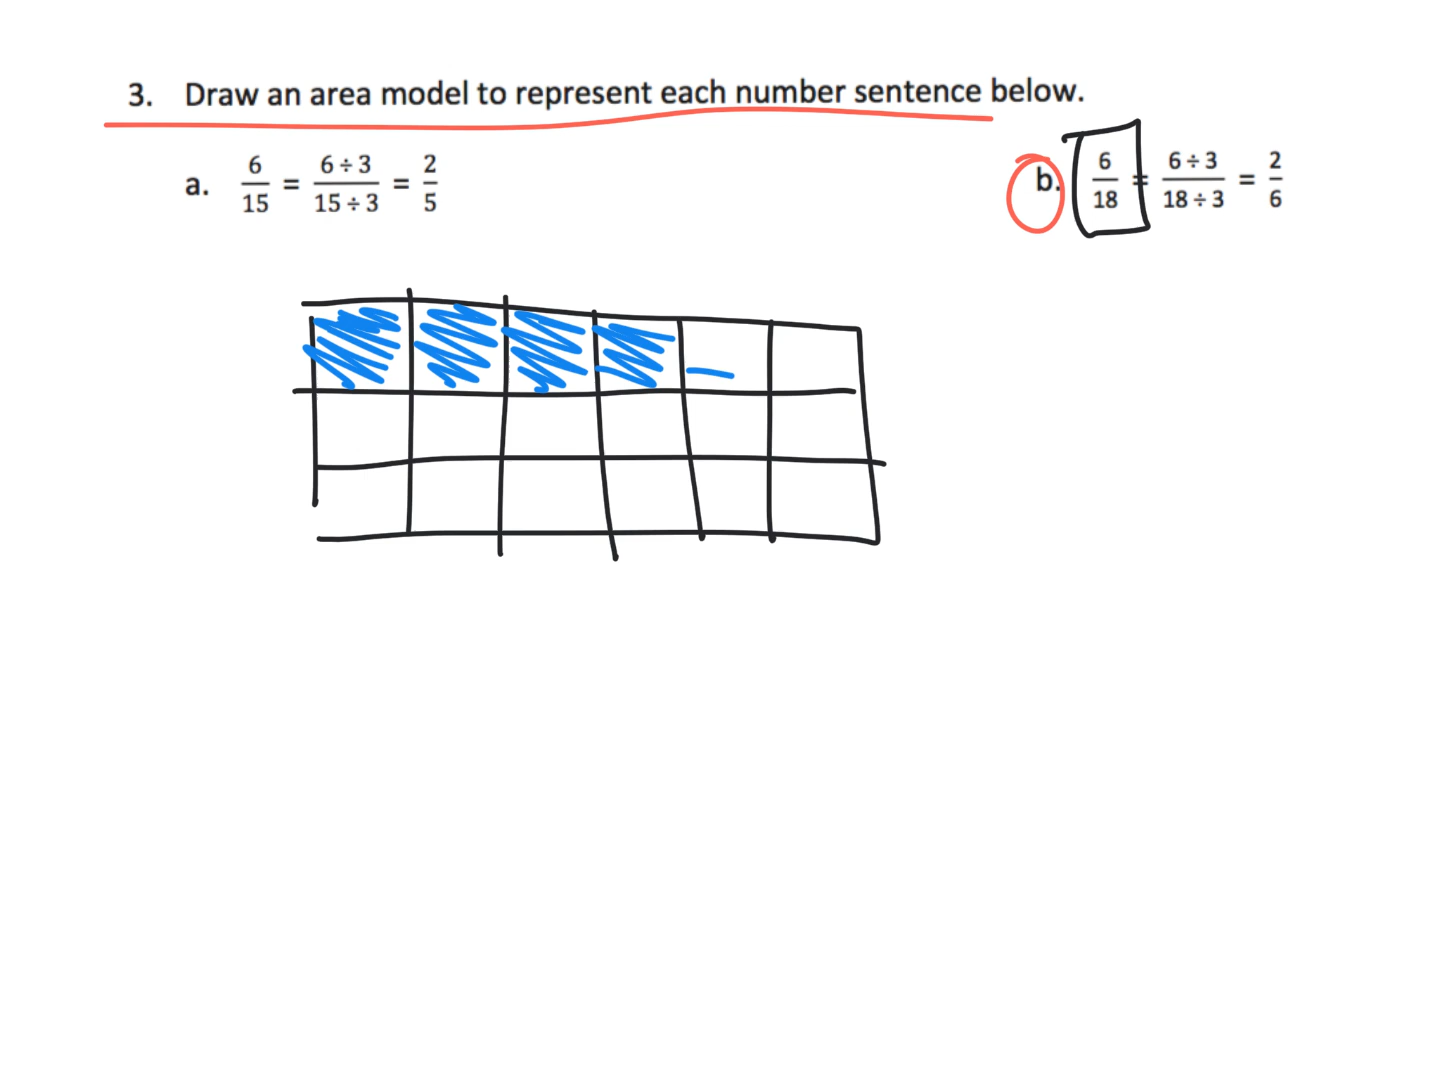 3. Draw an area model to represent each number sentence below.
a. 6/15 = 6 ÷ 3/15 ÷ 3 = 2/5
b. 6/18 = 6 ÷ 3/18 ÷ 3 = 2/6